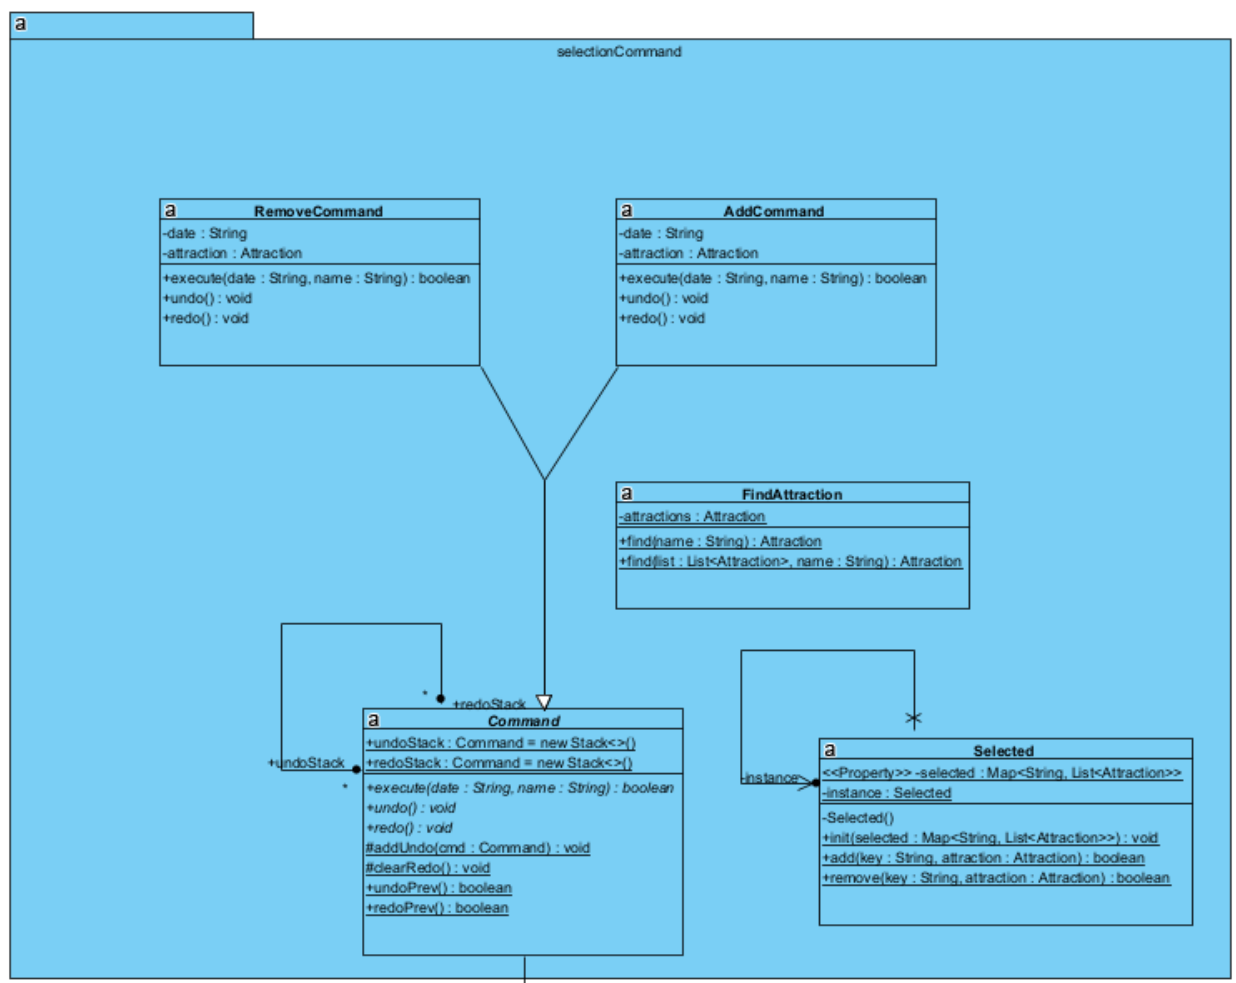 a
selectionCommand
a RemoveCommand
-date : String
-attraction : Attraction
+execute(date : String, name : String) : boolean
+undo() : void
+redo() : void
a AddCommand
-date : String
-attraction : Attraction
+execute(date : String, name : String) : boolean
+undo() : void
+redo() : void
a FindAttraction
-attractions : Attraction
+find(name : String) : Attraction
+find(list : List<Attraction>, name : String) : Attraction
*
+redoStack
+undoStack
*
a Command
+undoStack : Command = new Stack<>()
+redoStack : Command = new Stack<>()
+execute(date : String, name : String) : boolean
+undo() : void
+redo() : void
#addUndo(cmd : Command) : void
#clearRedo() : void
+undoPrev() : boolean
+redoPrev() : boolean
-instance
a Selected
<<Property>> -selected : Map<String, List<Attraction>>
-instance : Selected
-Selected()
+init(selected : Map<String, List<Attraction>>) : void
+add(key : String, attraction : Attraction) : boolean
+remove(key : String, attraction : Attraction) : boolean